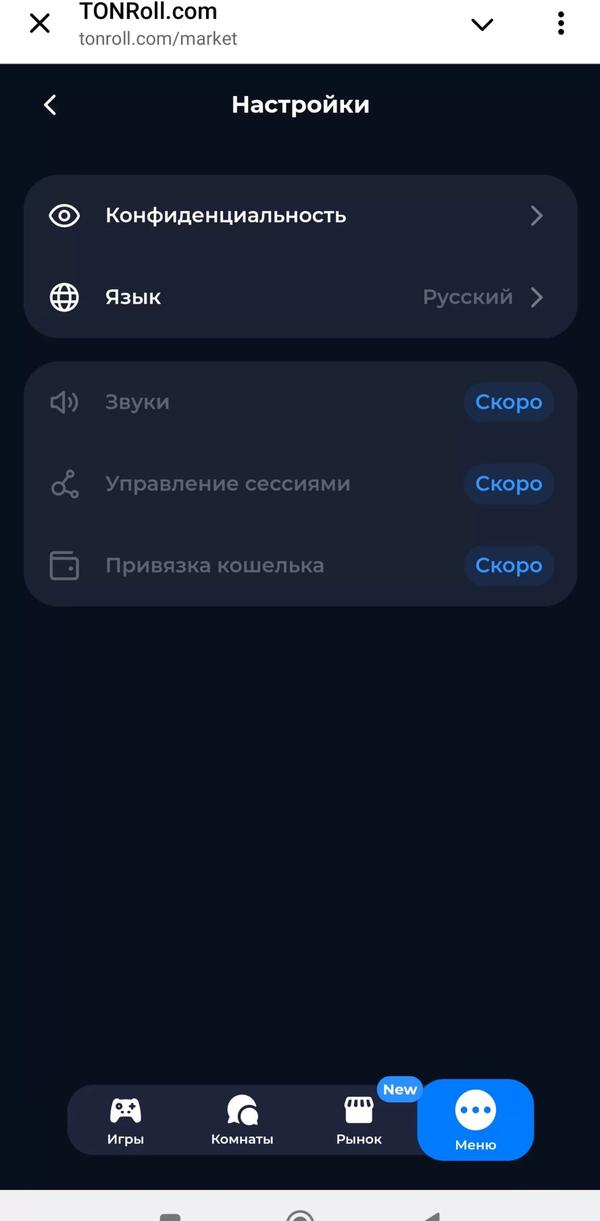 TONRoll.com
tonroll.com/market
Настройки
Конфиденциальность
Язык Русский
Звуки Скоро
Управление сессиями Скоро
Привязка кошелька Скоро
New
Игры Комнаты Рынок Меню